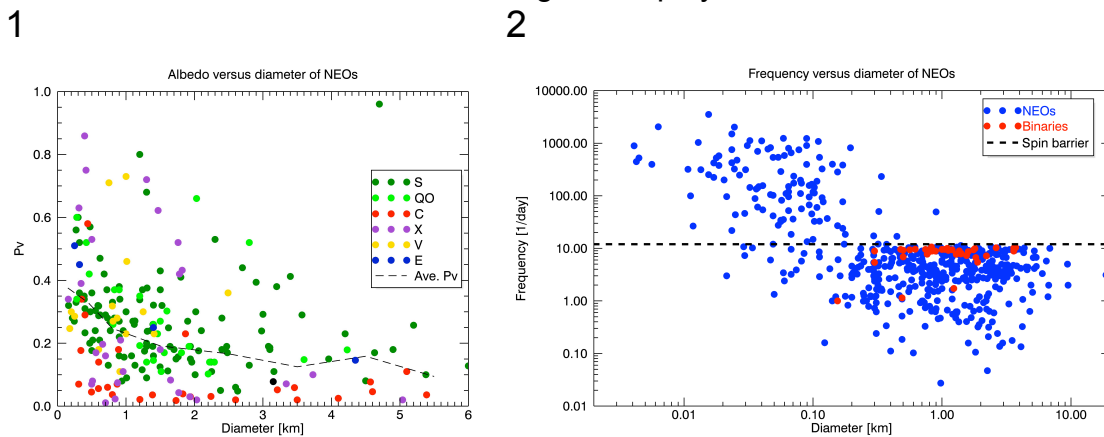 1
2
Albedo versus diameter of NEOs
1.0
0.8
0.6
0.4
0.2
0.0
Pv
0
1
2
3
4
5
6
Diameter [km]
S
QO
C
X
V
E
Ave. Pv
Frequency versus diameter of NEOs
10000.00
1000.00
100.00
10.00
1.00
0.10
0.01
Frequency [1/day]
0.01
0.10
1.00
10.00
Diameter [km]
NEOs
Binaries
Spin barrier